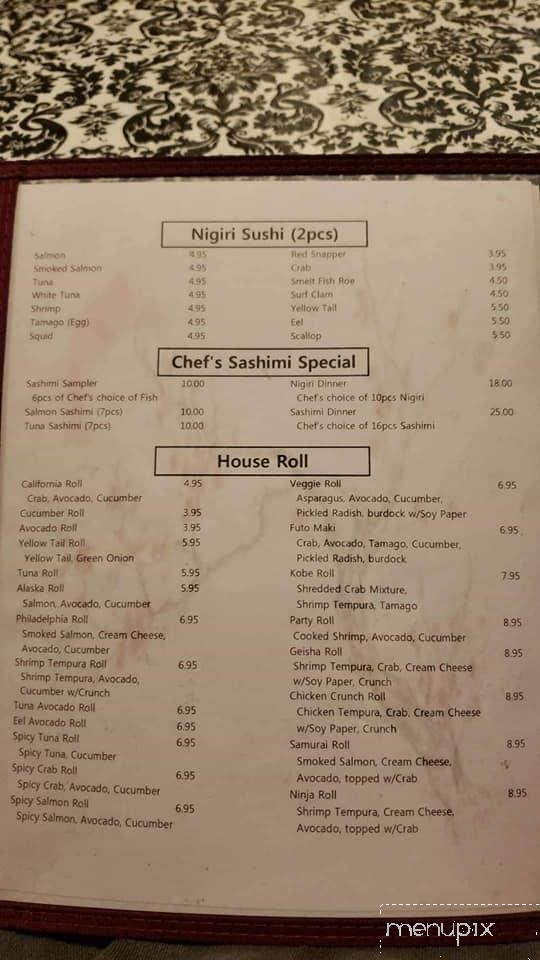 Nigiri Sushi (2pcs)
Salmon 4.95
Smoked Salmon 4.95
Tuna 4.95
White Tuna 4.95
Shrimp 4.95
Tamago (Egg) 4.95
Squid 4.95
Red Snapper 3.95
Crab 3.95
Smelt Fish Roe 4.50
Surf Clam 4.50
Yellow Tail 5.50
Eel 5.50
Scallop 5.50
Chef's Sashimi Special
Sashimi Sampler 10.00
6pcs of Chef's choice of Fish
Salmon Sashimi (7pcs) 10.00
Tuna Sashimi (7pcs) 10.00
Nigiri Dinner 18.00
Chef's choice of 10pcs Nigiri
Sashimi Dinner 25.00
Chef's choice of 16pcs Sashimi
House Roll
California Roll 4.95
Crab, Avocado, Cucumber
Cucumber Roll 3.95
Avocado Roll 3.95
Yellow Tail Roll 5.95
Yellow Tail, Green Onion
Tuna Roll 5.95
Alaska Roll 5.95
Salmon, Avocado, Cucumber
Philadelphia Roll 6.95
Smoked Salmon, Cream Cheese,
Avocado, Cucumber
Shrimp Tempura Roll 6.95
Shrimp Tempura, Avocado,
Cucumber w/Crunch
Tuna Avocado Roll 6.95
Eel Avocado Roll 6.95
Spicy Tuna Roll 6.95
Spicy Tuna, Cucumber
Spicy Crab Roll 6.95
Spicy Crab, Avocado, Cucumber
Spicy Salmon Roll 6.95
Spicy Salmon, Avocado, Cucumber
Veggie Roll 6.95
Asparagus, Avocado, Cucumber,
Pickled Radish, burdock w/Soy Paper
Futo Maki 6.95
Crab, Avocado, Tamago, Cucumber,
Pickled Radish, burdock
Kobe Roll 7.95
Shredded Crab Mixture,
Shrimp Tempura, Tamago
Party Roll 8.95
Cooked Shrimp, Avocado, Cucumber
Geisha Roll 8.95
Shrimp Tempura, Crab, Cream Cheese
w/Soy Paper, Crunch
Chicken Crunch Roll 8.95
Chicken Tempura, Crab, Cream Cheese
w/Soy Paper, Crunch
Samurai Roll 8.95
Smoked Salmon, Cream Cheese,
Avocado, topped w/Crab
Ninja Roll 8.95
Shrimp Tempura, Cream Cheese,
Avocado, topped w/Crab
menupix